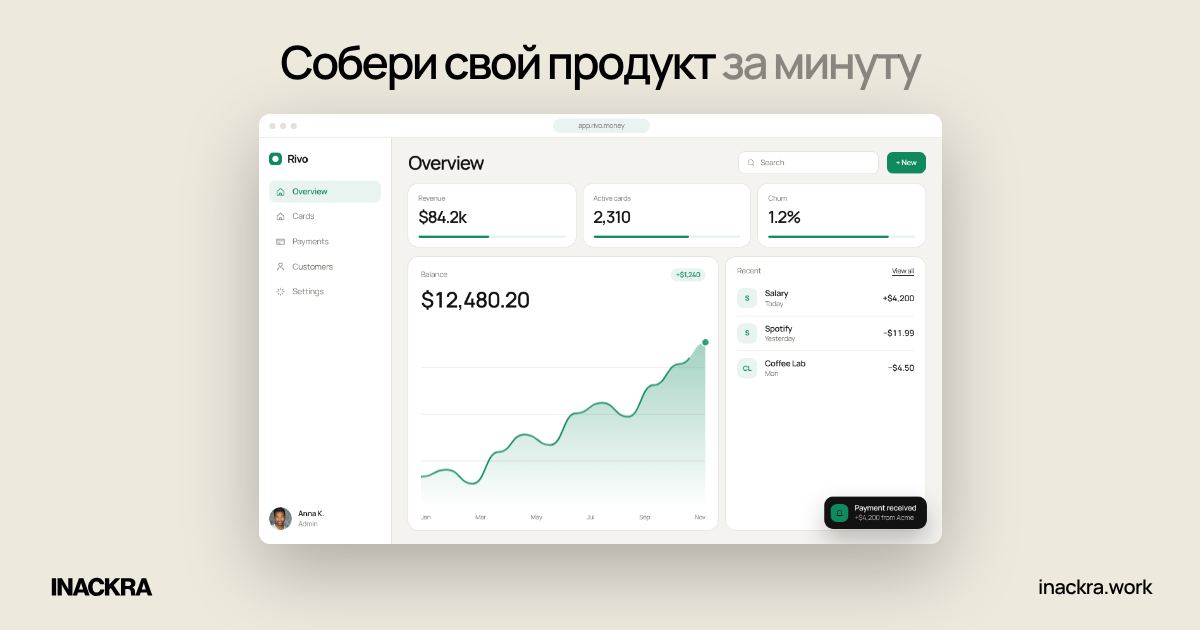 Собери свой продукт за минуту
app.rivo.money
Rivo
Overview
Cards
Payments
Customers
Settings
Anna K.
Admin
Overview
Search
+ New
Revenue
$84.2k
Active cards
2,310
Churn
1.2%
Balance
+$1,240
$12,480.20
Jan Mar May Jul Sep Nov
Recent View all
S Salary +$4,200
Today
S Spotify −$11.99
Yesterday
CL Coffee Lab −$4.50
Mon
Payment received
+$4,200 from Acme
INACKRA
inackra.work